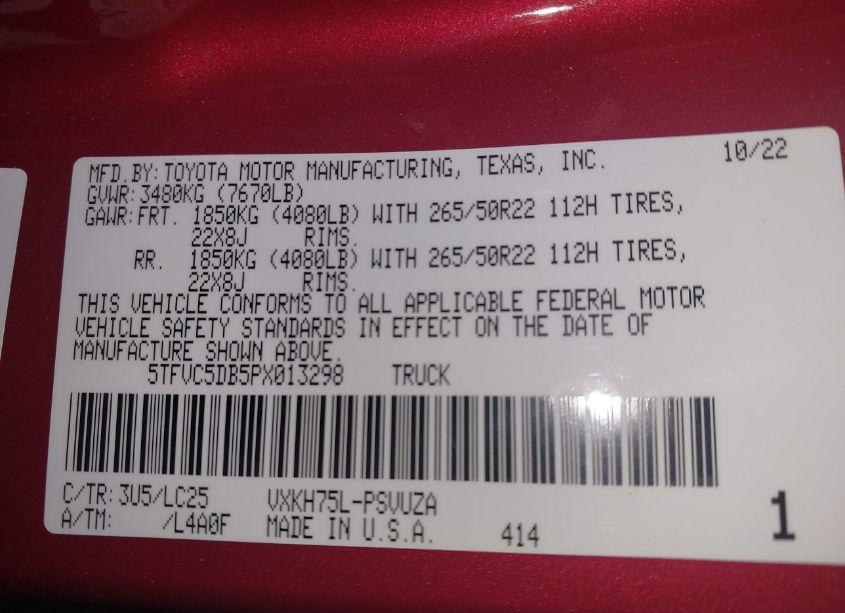 MFD.BY: TOYOTA MOTOR MANUFACTURING, TEXAS, INC. 10/22
GVWR: 3480KG (7670LB)
GAWR: FRT. 1850KG (4080LB) WITH 265/50R22 112H TIRES,
22X8J RIMS.
RR. 1850KG (4080LB) WITH 265/50R22 112H TIRES,
22X8J RIMS.
THIS VEHICLE CONFORMS TO ALL APPLICABLE FEDERAL MOTOR
VEHICLE SAFETY STANDARDS IN EFFECT ON THE DATE OF
MANUFACTURE SHOWN ABOVE.
5TFVC5DB5PX013298 TRUCK
C/TR: 3U5/LC25 VXKH75L-PSVUZA
A/TM: /L4A0F MADE IN U.S.A. 414 1